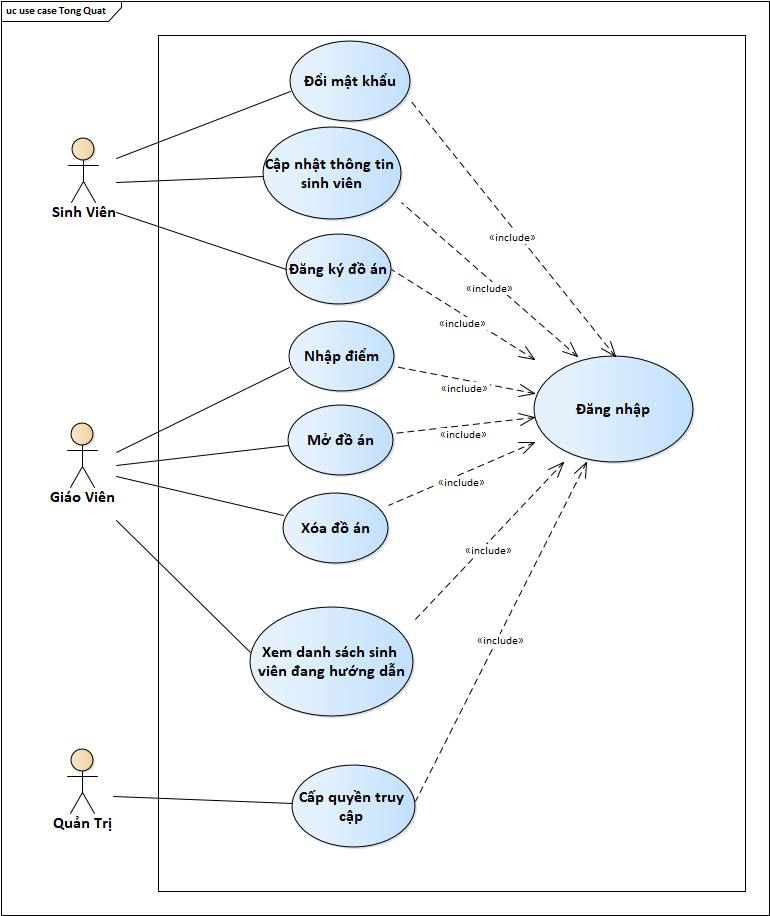 uc use case Tong Quat
Đổi mật khẩu
Cập nhật thông tin
sinh viên
Sinh Viên
«include»
Đăng ký đồ án
«include»
«include»
Nhập điểm
«include»
Đăng nhập
Mở đồ án
«include»
Giáo Viên
«include»
Xóa đồ án
«include»
«include»
Xem danh sách sinh
viên đang hướng dẫn
Cấp quyền truy
cập
Quản Trị